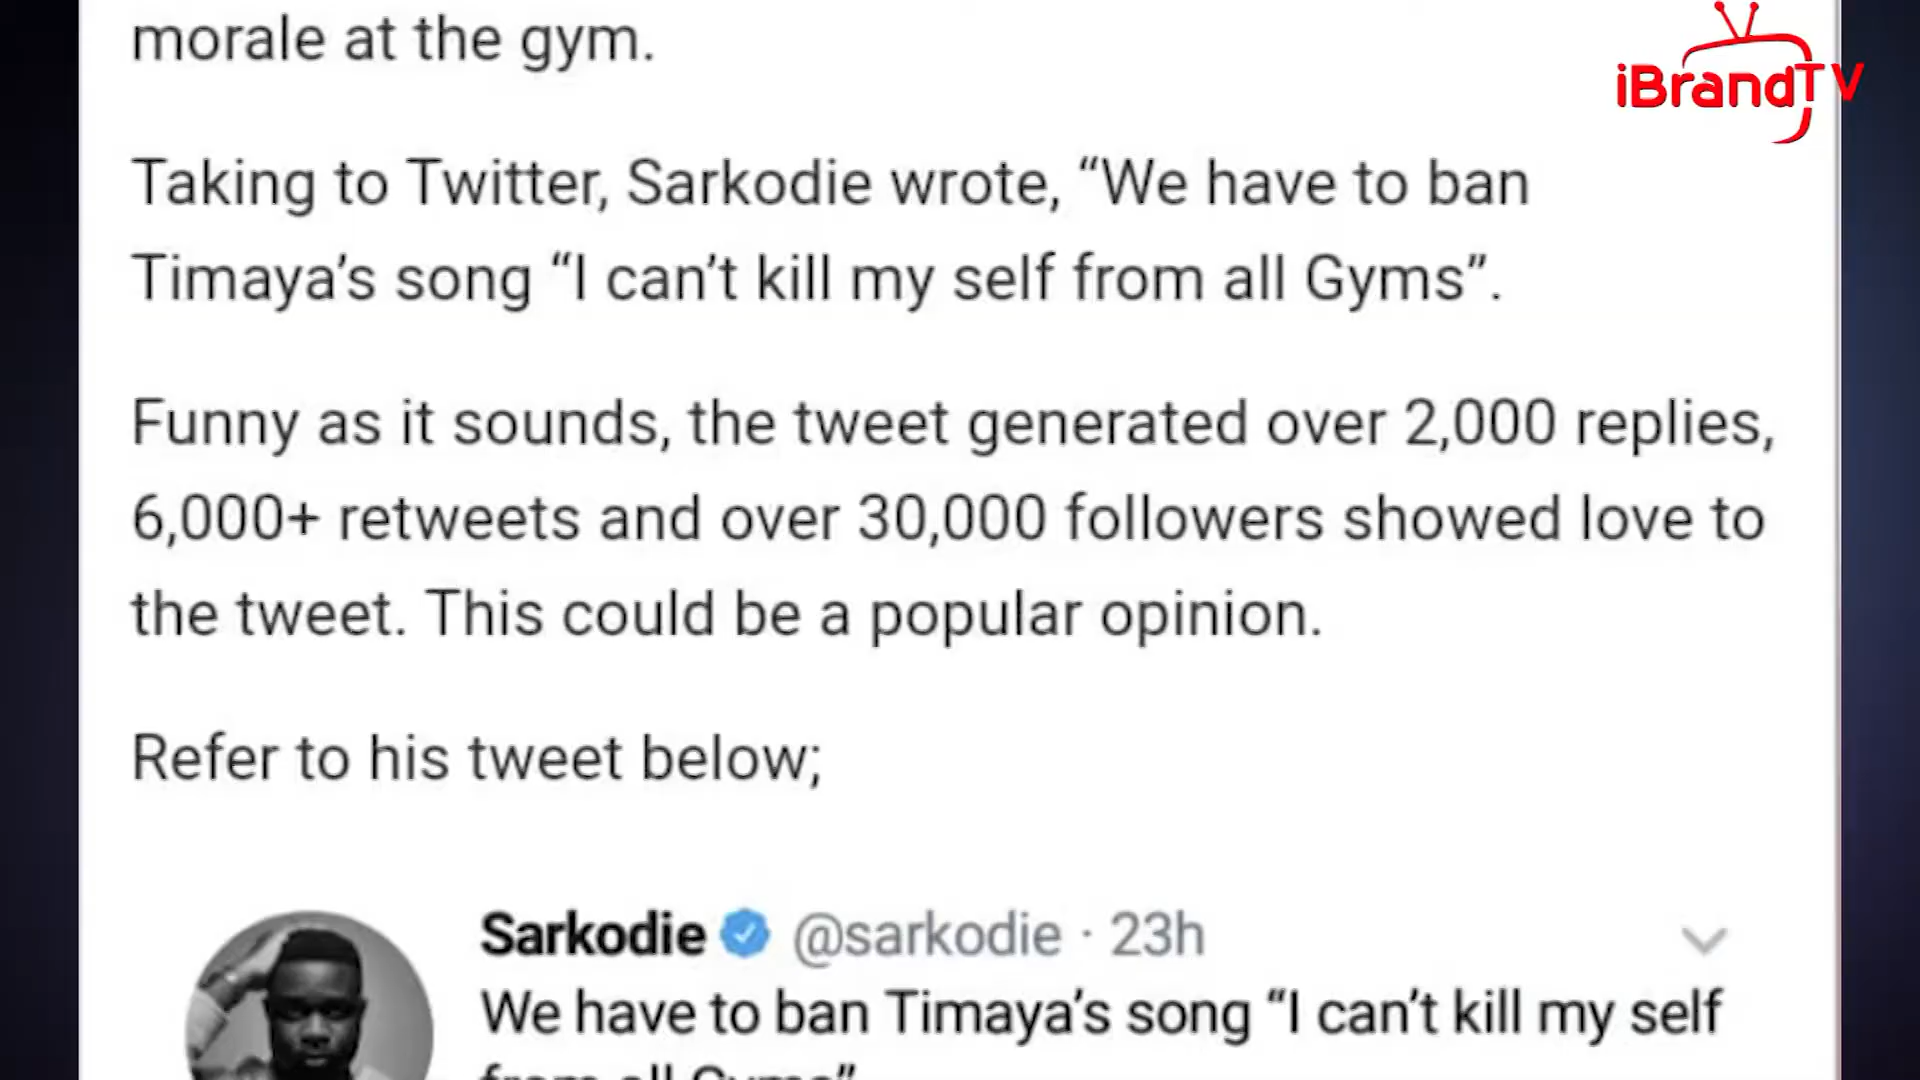 morale at the gym.
iBrandTV
Taking to Twitter, Sarkodie wrote, “We have to ban
Timaya’s song “I can’t kill my self from all Gyms”.
Funny as it sounds, the tweet generated over 2,000 replies,
6,000+ retweets and over 30,000 followers showed love to
the tweet. This could be a popular opinion.
Refer to his tweet below;
Sarkodie @sarkodie · 23h
We have to ban Timaya’s song “I can’t kill my self
from all Gyms”